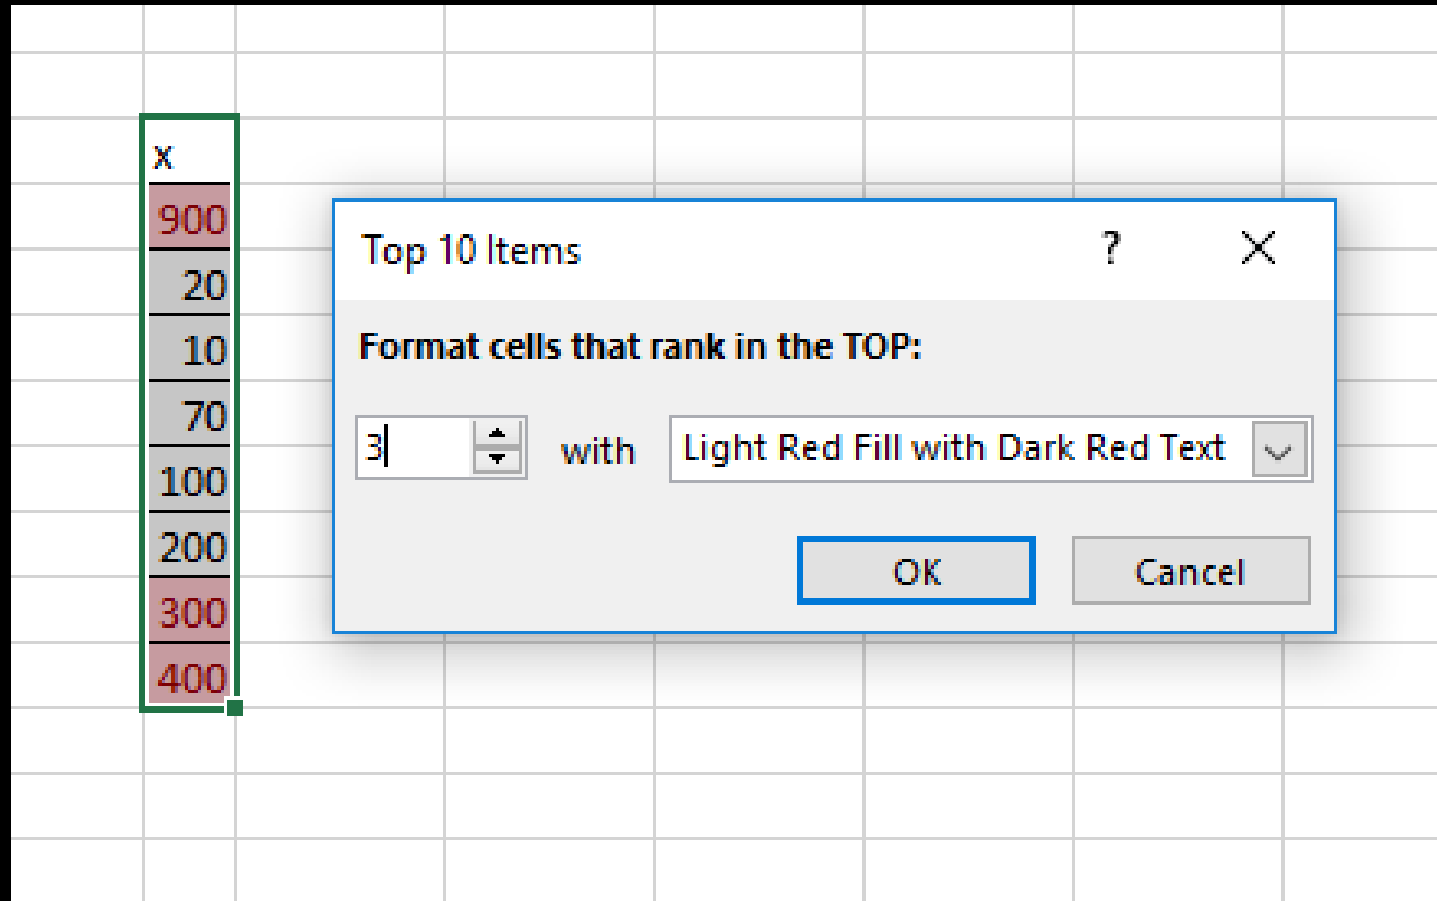 x
900
20
10
70
100
200
300
400
Top 10 Items ?
Format cells that rank in the TOP:
3 with Light Red Fill with Dark Red Text
OK Cancel